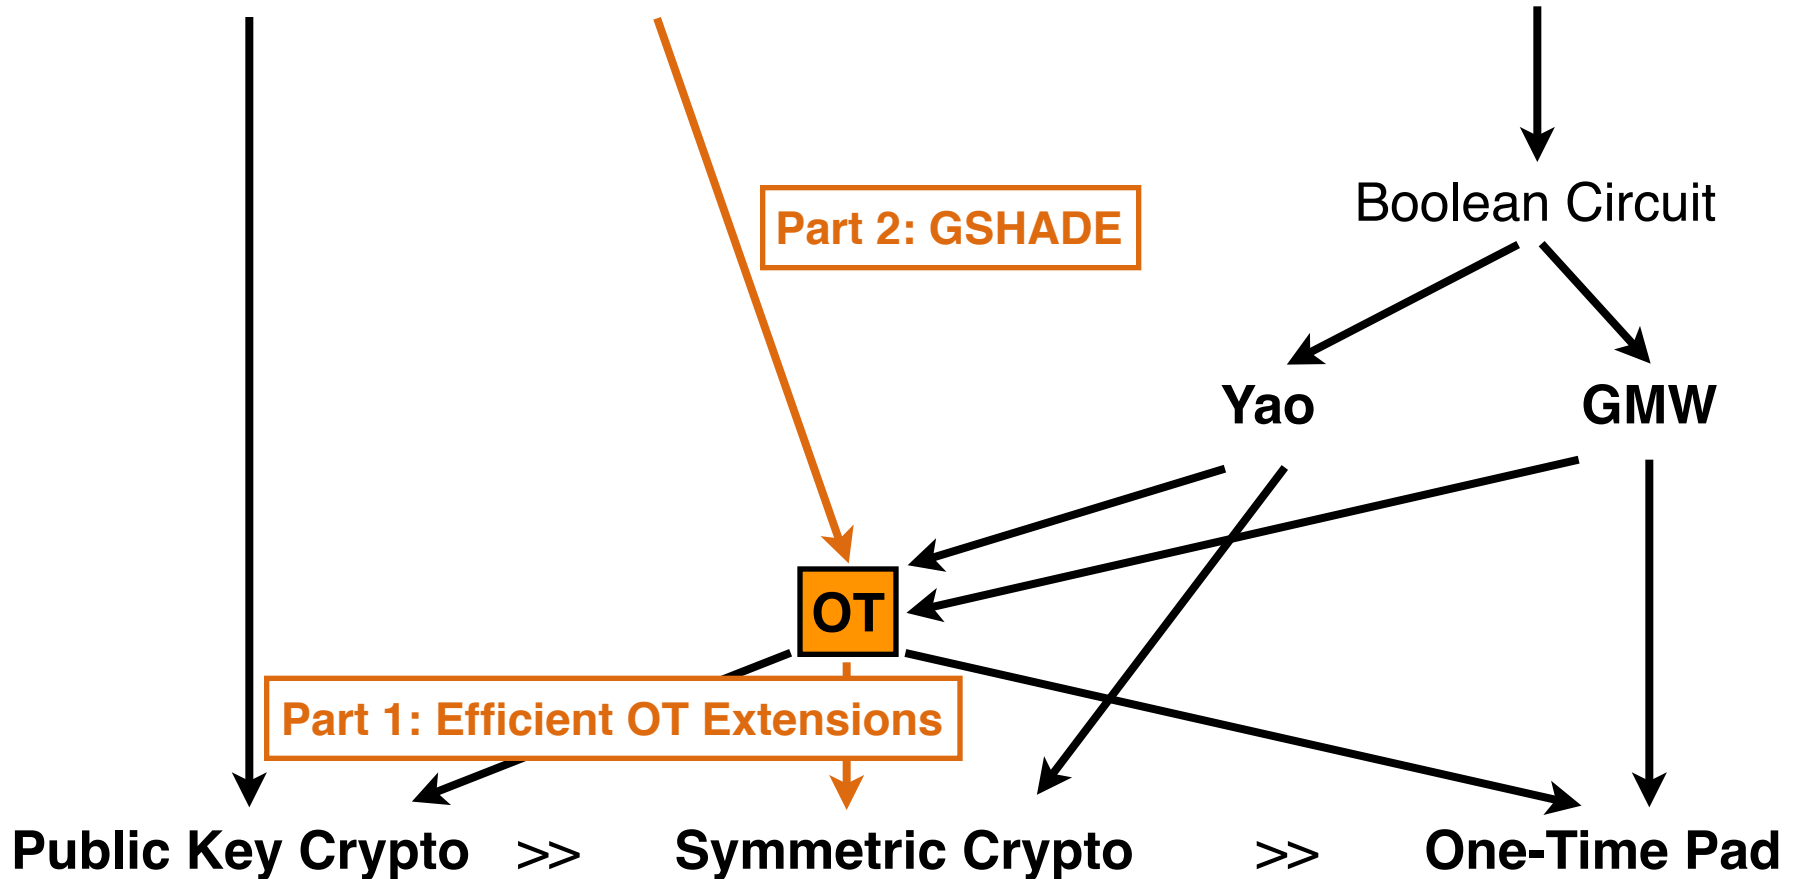 Boolean Circuit
Part 2: GSHADE
Yao
GMW
OT
Part 1: Efficient OT Extensions
Public Key Crypto >> Symmetric Crypto >> One-Time Pad